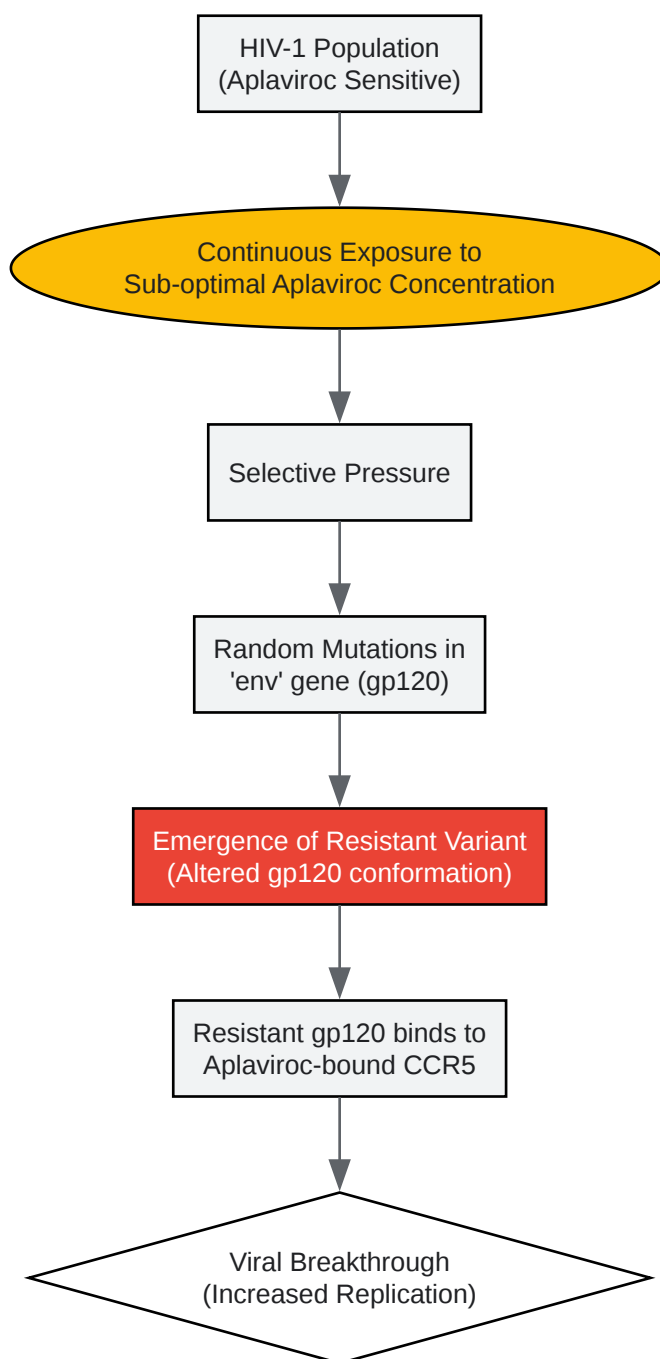 HIV-1 Population
(Aplaviroc Sensitive)
Continuous Exposure to
Sub-optimal Aplaviroc Concentration
Selective Pressure
Random Mutations in
'env' gene (gp120)
Emergence of Resistant Variant
(Altered gp120 conformation)
Resistant gp120 binds to
Aplaviroc-bound CCR5
Viral Breakthrough
(Increased Replication)